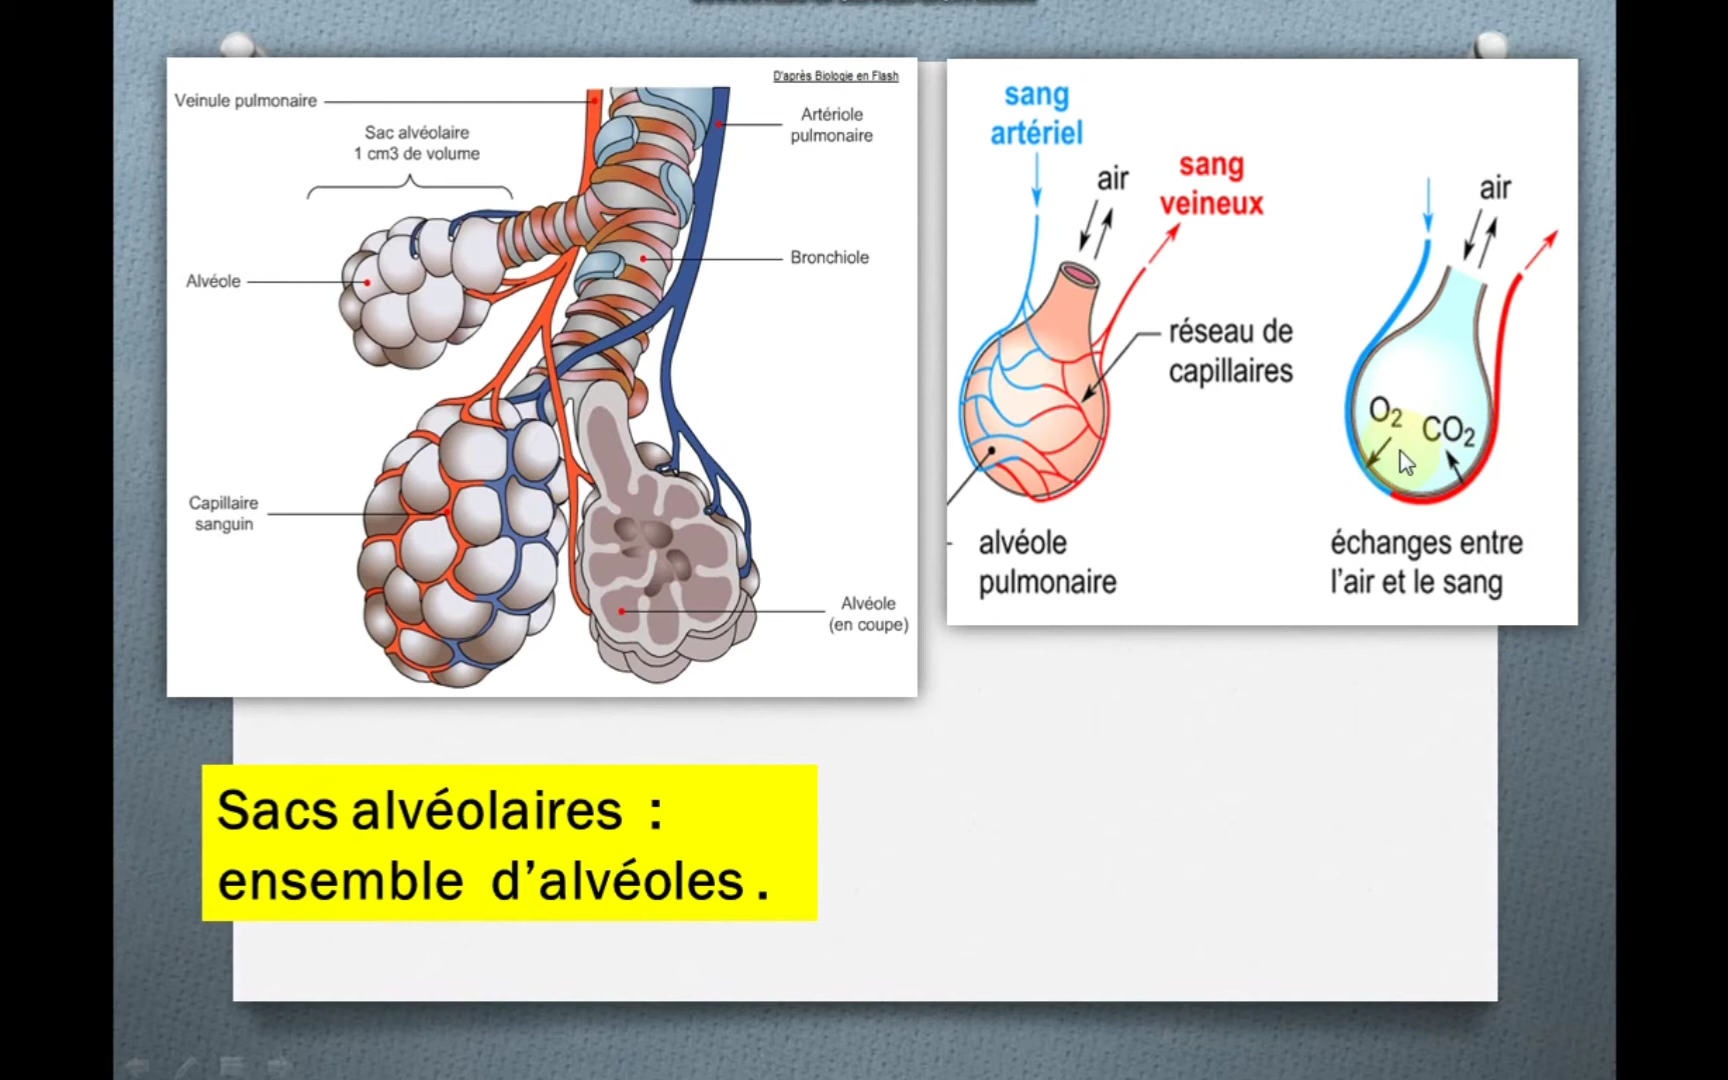 D'après Biologie en Flash
Veinule pulmonaire
Sac alvéolaire
1 cm3 de volume
Artériole
pulmonaire
Alvéole
Bronchiole
Capillaire
sanguin
Alvéole
(en coupe)
sang
artériel
air
sang
veineux
réseau de
capillaires
alvéole
pulmonaire
air
O2
CO2
échanges entre
l'air et le sang
Sacs alvéolaires :
ensemble d’alvéoles .